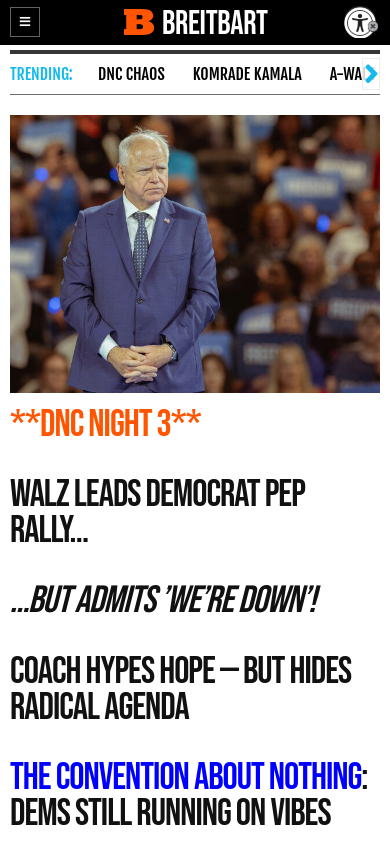 BREITBART
TRENDING: DNC CHAOS KOMRADE KAMALA A-WA
**DNC NIGHT 3**
WALZ LEADS DEMOCRAT PEP
RALLY...
...BUT ADMITS 'WE'RE DOWN'!
COACH HYPES HOPE — BUT HIDES
RADICAL AGENDA
THE CONVENTION ABOUT NOTHING:
DEMS STILL RUNNING ON VIBES